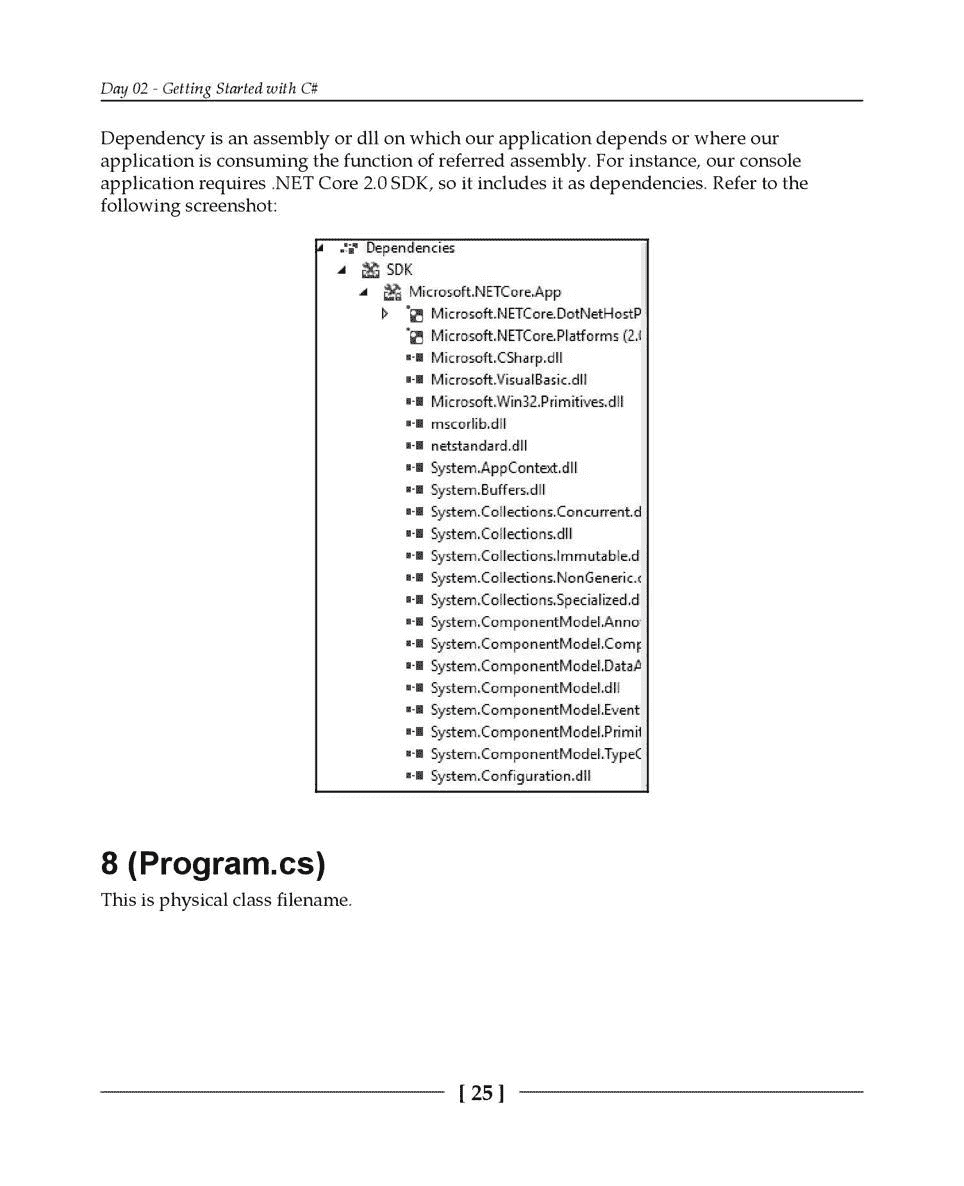 Day 02 - Getting Started with C#
Dependency is an assembly or dll on which our application depends or where our
application is consuming the function of referred assembly. For instance, our console
application requires .NET Core 2.0 SDK, so it includes it as dependencies. Refer to the
following screenshot:
Dependencies
SDK
Microsoft.NETCore.App
Microsoft.NETCore.DotNetHostP
Microsoft.NETCore.Platforms (2.0
Microsoft.CSharp.dll
Microsoft.VisualBasic.dll
Microsoft.Win32.Primitives.dll
mscorlib.dll
netstandard.dll
System.AppContext.dll
System.Buffers.dll
System.Collections.Concurrent.d
System.Collections.dll
System.Collections.Immutable.d
System.Collections.NonGeneric.d
System.Collections.Specialized.d
System.ComponentModel.Anno
System.ComponentModel.Comp
System.ComponentModel.DataA
System.ComponentModel.dll
System.ComponentModel.Event
System.ComponentModel.Primit
System.ComponentModel.TypeC
System.Configuration.dll
8 (Program.cs)
This is physical class filename.
[ 25 ]